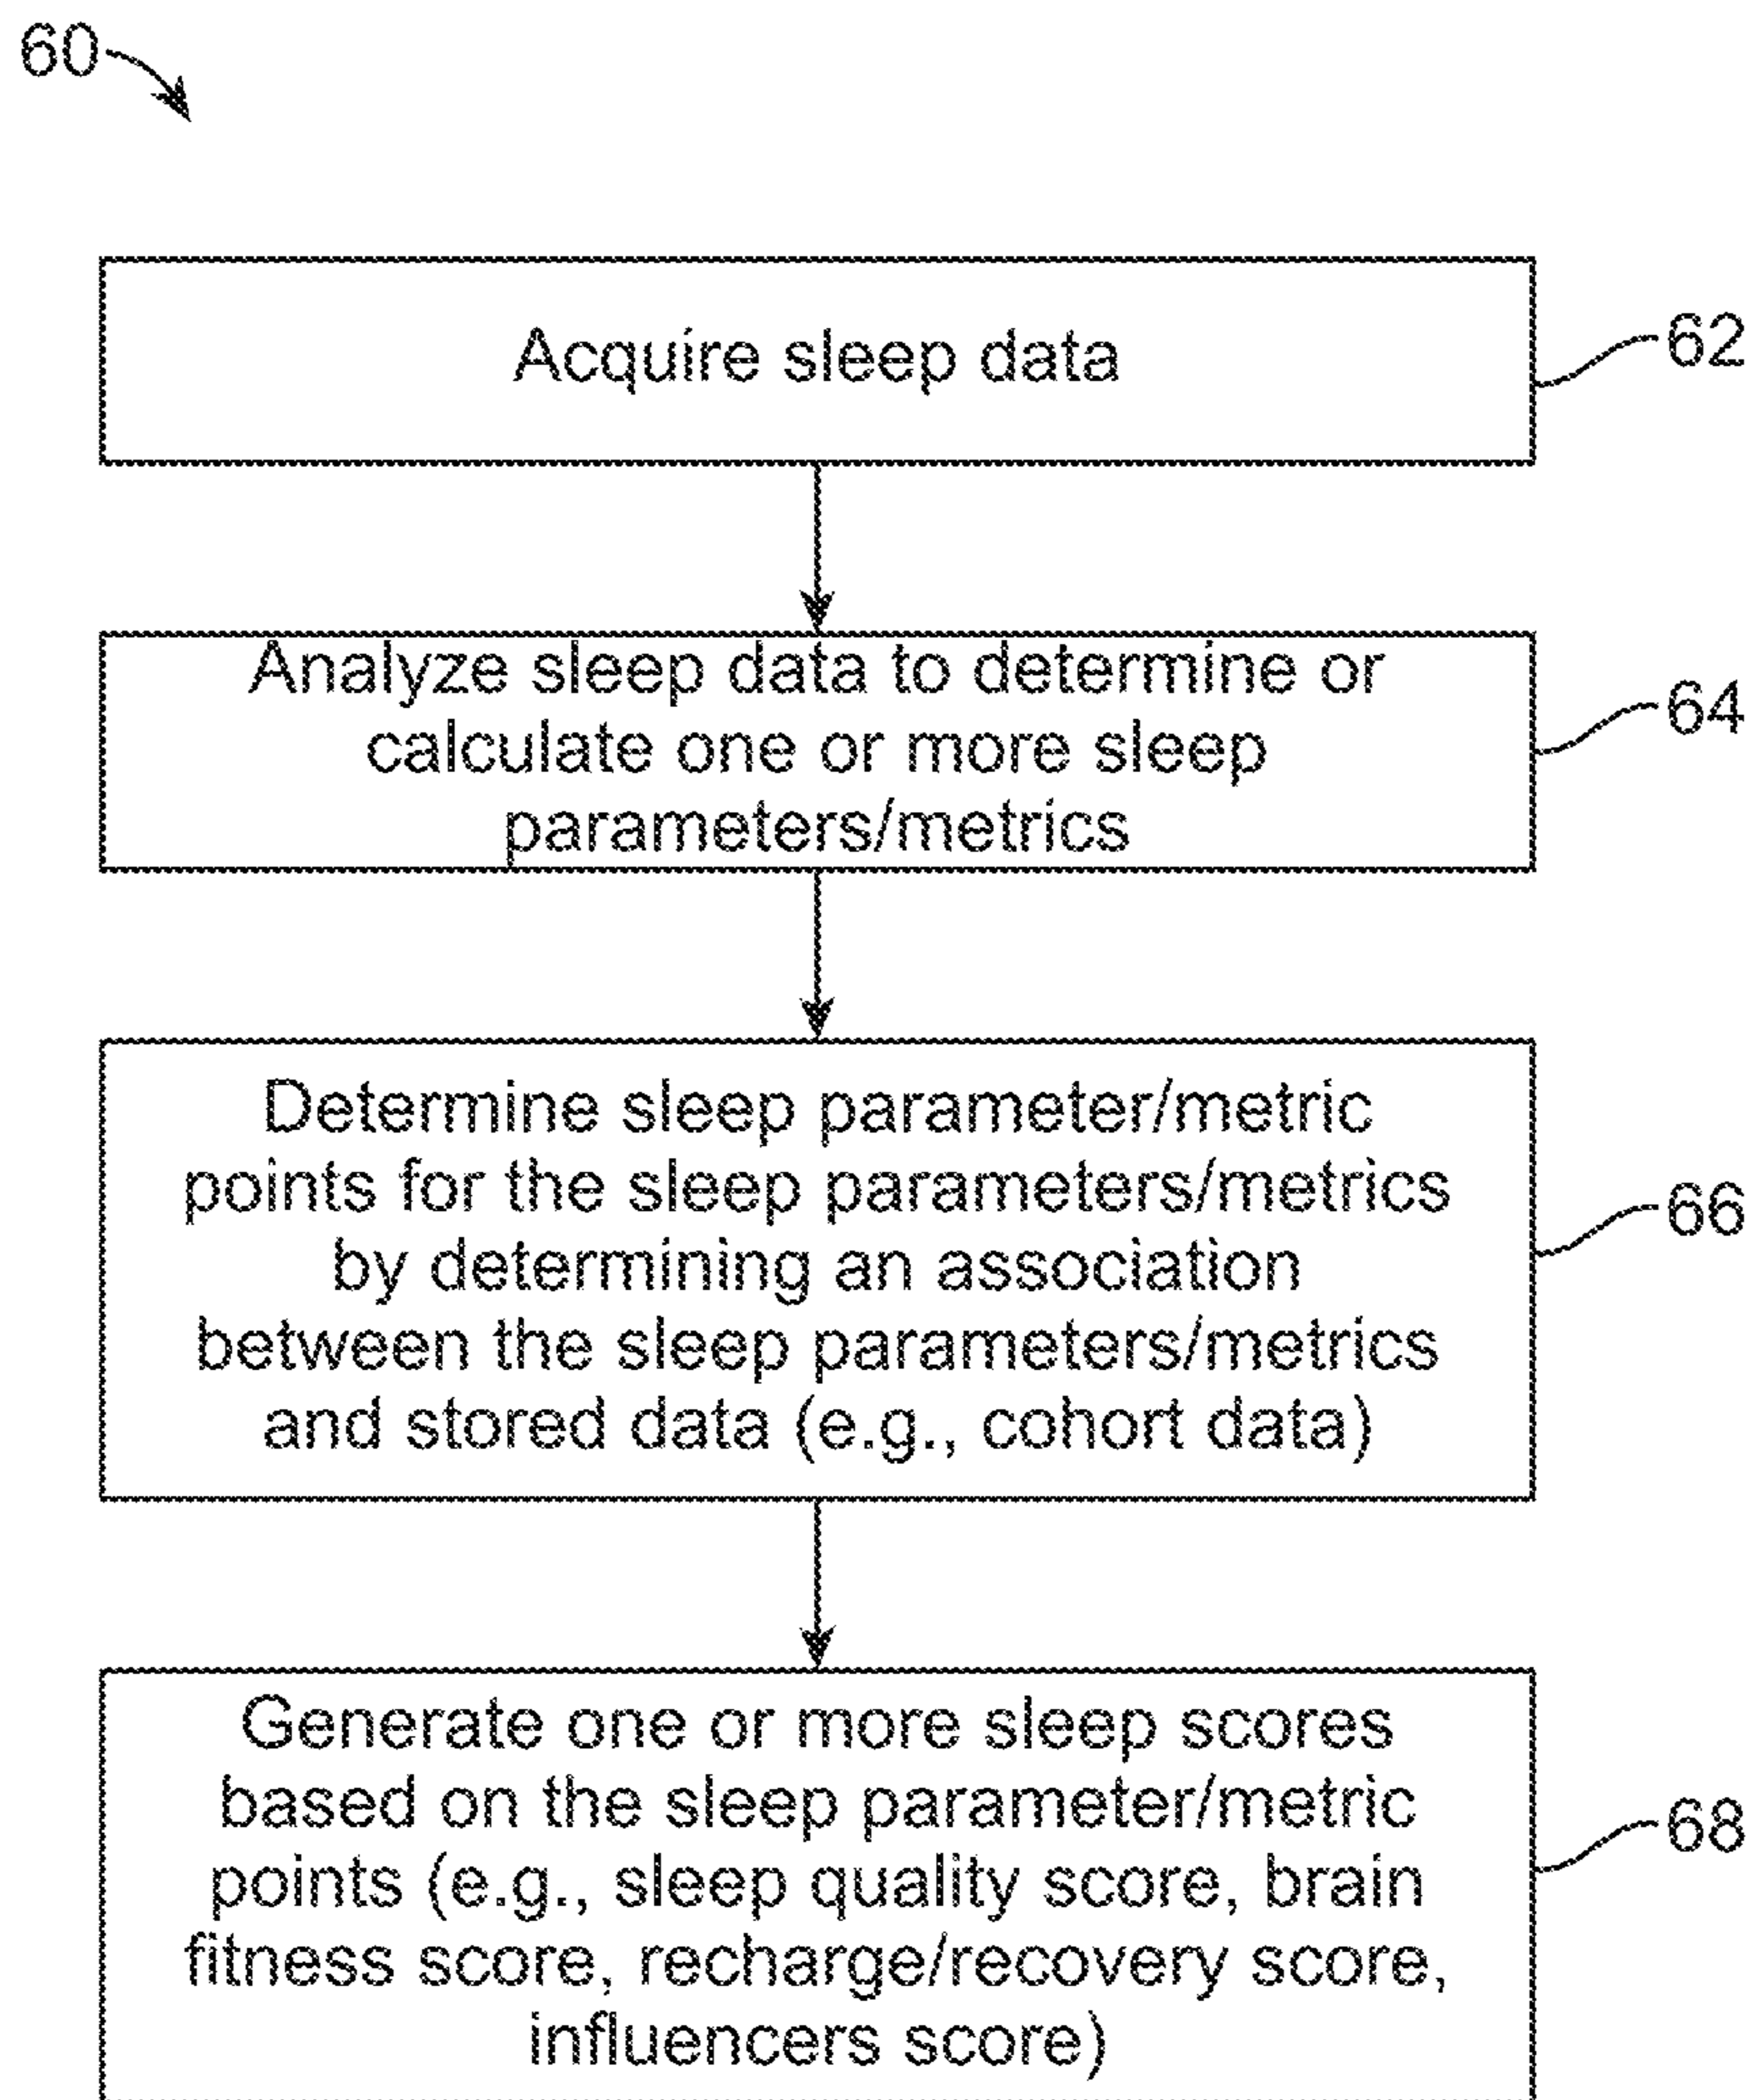 60
Acquire sleep data
62
Analyze sleep data to determine or
calculate one or more sleep
parameters/metrics
64
Determine sleep parameter/metric
points for the sleep parameters/metrics
by determining an association
between the sleep parameters/metrics
and stored data (e.g., cohort data)
66
Generate one or more sleep scores
based on the sleep parameter/metric
points (e.g., sleep quality score, brain
fitness score, recharge/recovery score,
influencers score)
68